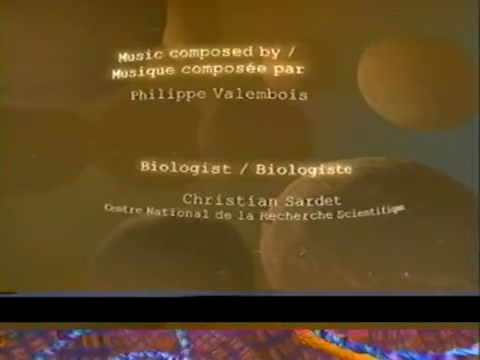 Music composed by /
Musique composée par
Philippe Valembois
Biologist / Biologiste
Christian Sardet
Centre National de la Recherche Scientifique